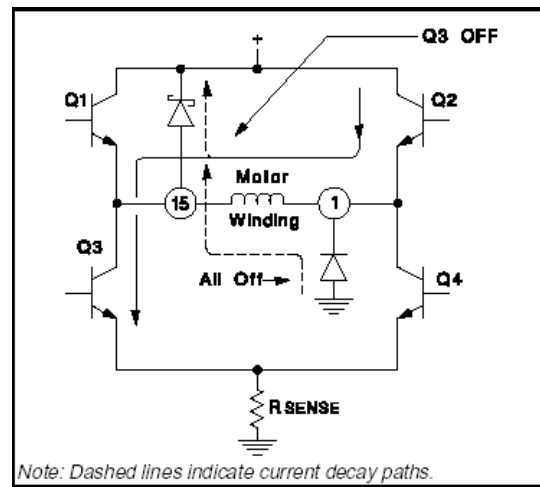 +
Q3 OFF
Q1
Q2
Motor
15
1
Winding
Q3
All Off
Q4
RSENSE
Note: Dashed lines indicate current decay paths.